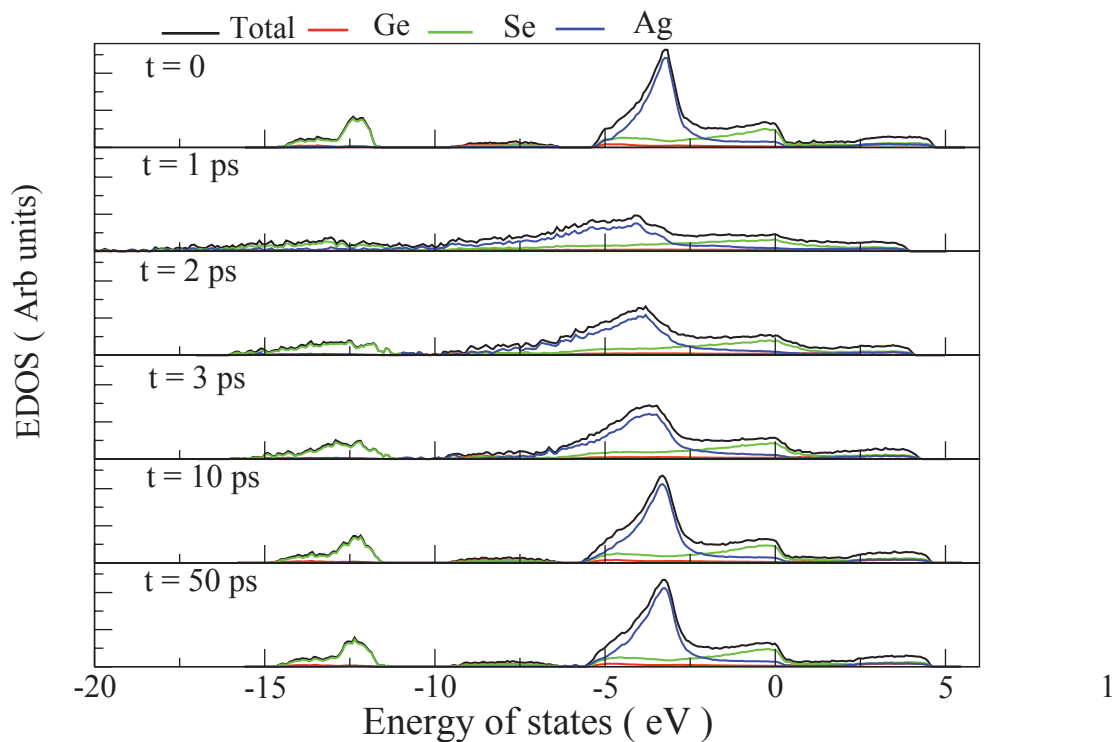 Total Ge Se Ag
t = 0
t = 1 ps
t = 2 ps
t = 3 ps
t = 10 ps
t = 50 ps
EDOS ( Arb units)
-20 -15 -10 -5 0 5 1
Energy of states ( eV )